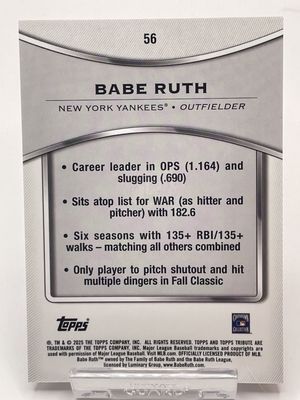 56
BABE RUTH
NEW YORK YANKEES® • OUTFIELDER
• Career leader in OPS (1.164) and
slugging (.690)
• Sits atop list for WAR (as hitter and
pitcher) with 182.6
• Six seasons with 135+ RBI/135+
walks – matching all others combined
• Only player to pitch shutout and hit
multiple dingers in Fall Classic
Topps
®, TM & © 2025 THE TOPPS COMPANY, INC. ALL RIGHTS RESERVED. TOPPS AND TOPPS TRIBUTE ARE
TRADEMARKS OF THE TOPPS COMPANY, INC. Major League Baseball trademarks and copyrights are
used with permission of Major League Baseball. Visit MLB.com. OFFICIALLY LICENSED PRODUCT OF MLB.
Babe Ruth™ owned by The Family of Babe Ruth and the Babe Ruth League.
licensed by Luminary Group, www.BabeRuth.com.